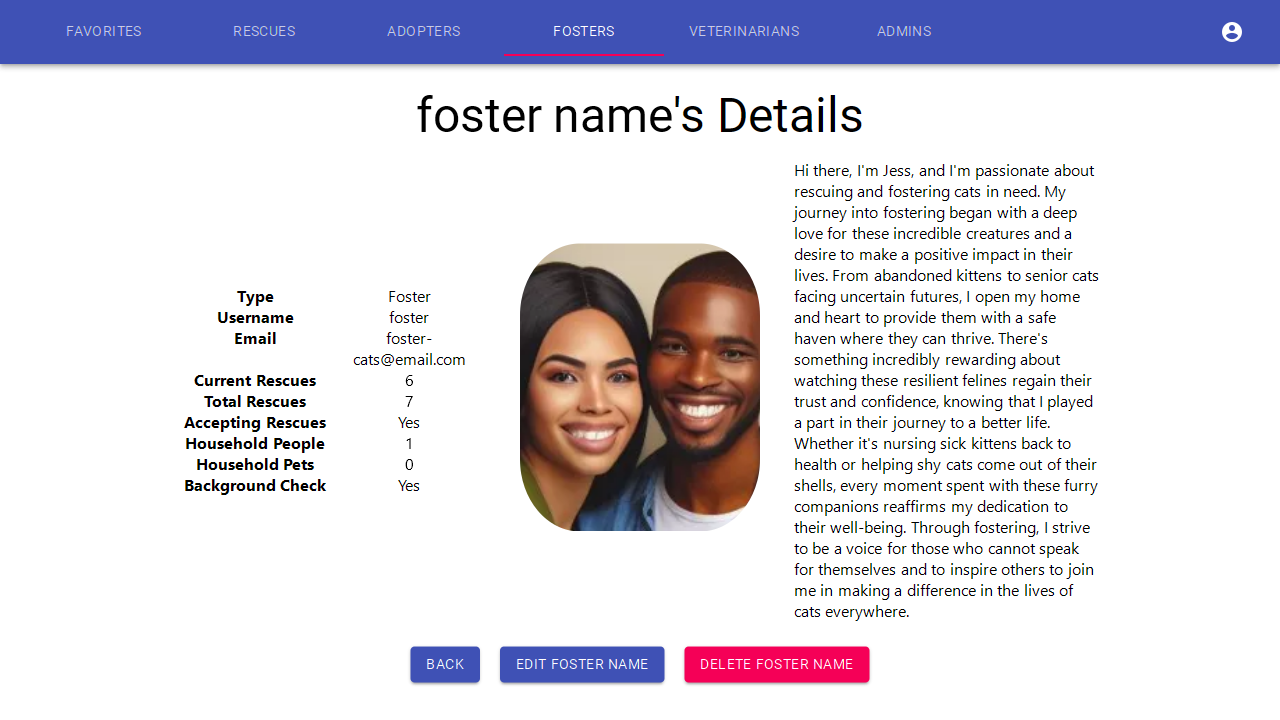 FAVORITES RESCUES ADOPTERS FOSTERS VETERINARIANS ADMINS
foster name's Details
Type Foster
Username foster
Email foster-
cats@email.com
Current Rescues 6
Total Rescues 7
Accepting Rescues Yes
Household People 1
Household Pets 0
Background Check Yes
Hi there, I'm Jess, and I'm passionate about
rescuing and fostering cats in need. My
journey into fostering began with a deep
love for these incredible creatures and a
desire to make a positive impact in their
lives. From abandoned kittens to senior cats
facing uncertain futures, I open my home
and heart to provide them with a safe
haven where they can thrive. There's
something incredibly rewarding about
watching these resilient felines regain their
trust and confidence, knowing that I played
a part in their journey to a better life.
Whether it's nursing sick kittens back to
health or helping shy cats come out of their
shells, every moment spent with these furry
companions reaffirms my dedication to
their well-being. Through fostering, I strive
to be a voice for those who cannot speak
for themselves and to inspire others to join
me in making a difference in the lives of
cats everywhere.
BACK EDIT FOSTER NAME DELETE FOSTER NAME